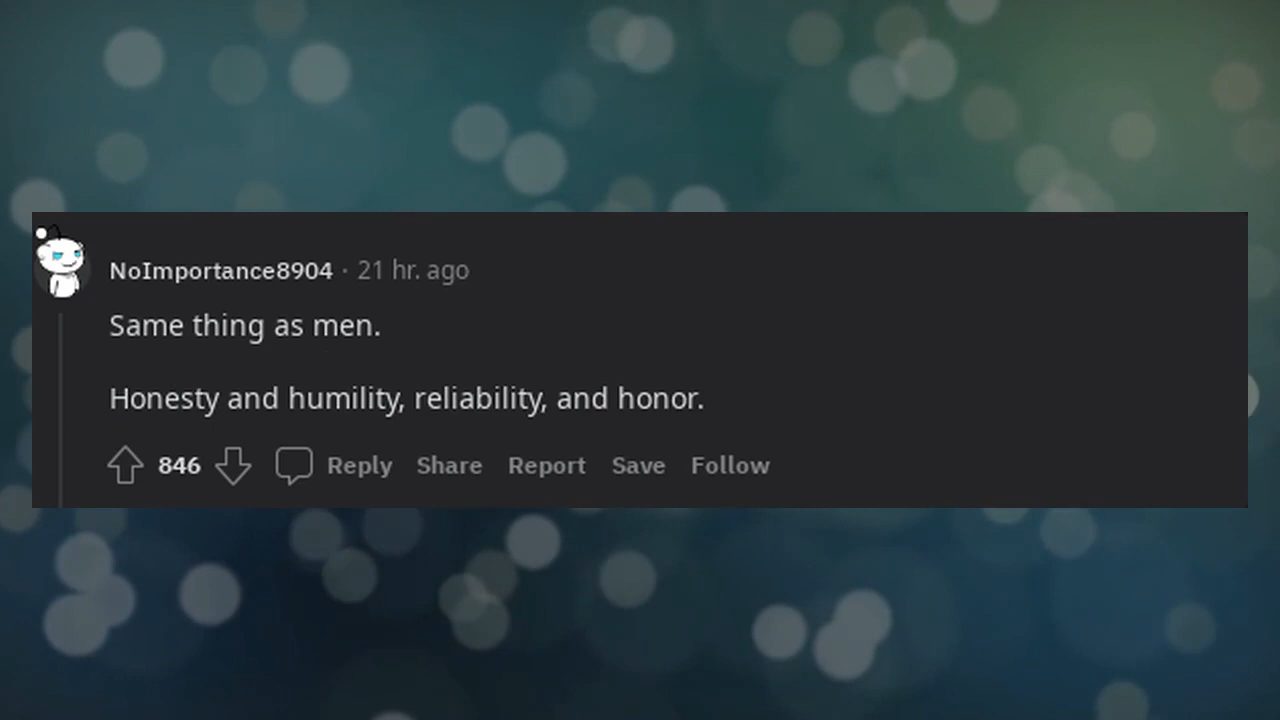 NoImportance8904 · 21 hr. ago
Same thing as men.
Honesty and humility, reliability, and honor.
846 Reply Share Report Save Follow